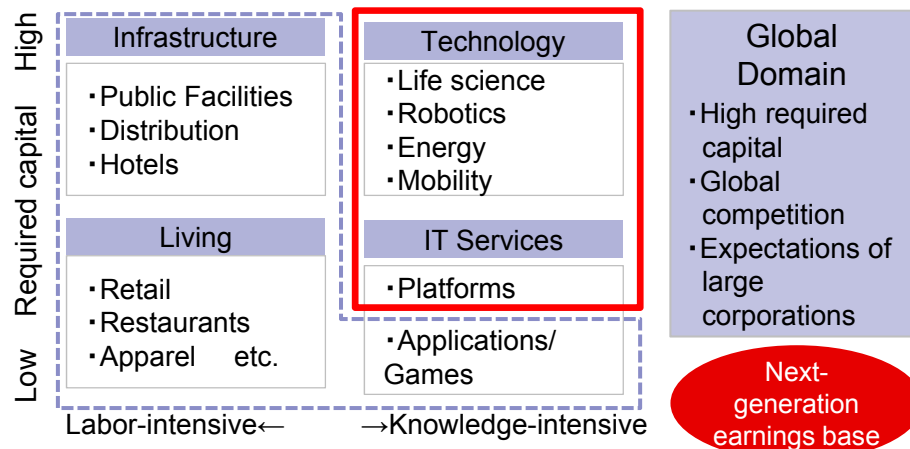 Low Required capital High
Infrastructure
・Public Facilities
・Distribution
・Hotels
Technology
・Life science
・Robotics
・Energy
・Mobility
Living
・Retail
・Restaurants
・Apparel etc.
IT Services
・Platforms
・Applications/
Games
Labor-intensive←
→Knowledge-intensive
Global
Domain
・High required
capital
・Global
competition
・Expectations of
large
corporations
Next-
generation
earnings base